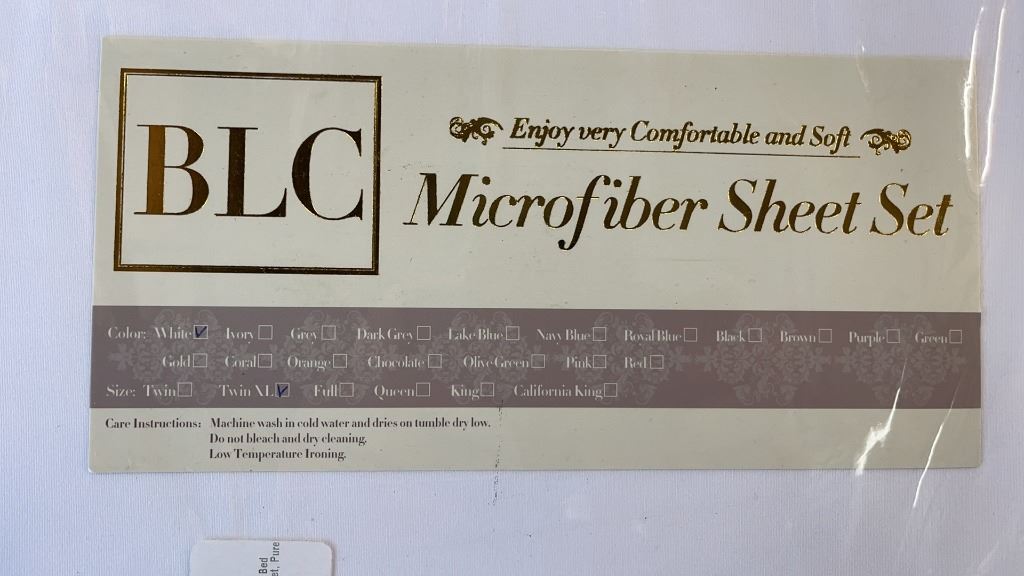 BLC
Enjoy very Comfortable and Soft
Microfiber Sheet Set
Color: White Ivory Grey Dark Grey Lake Blue Navy Blue Royal Blue Black Brown Purple Green
Gold Coral Orange Chocolate Olive Green Pink Red
Size: Twin Twin XL Full Queen King California King
Care Instructions: Machine wash in cold water and dries on tumble dry low.
Do not bleach and dry cleaning.
Low Temperature Ironing.
Bed
et, Pure